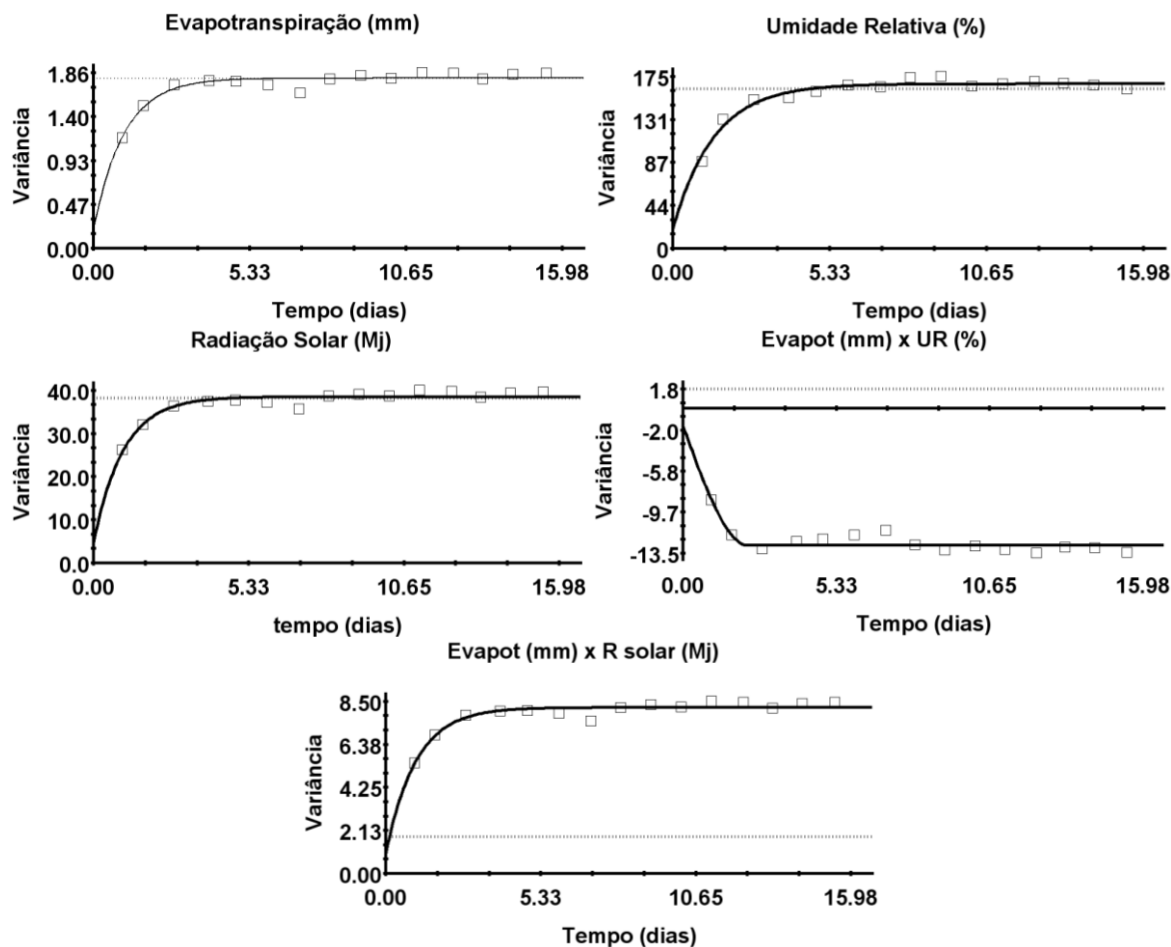 Evapotranspiração (mm)
Variância
1.86
1.40
0.93
0.47
0.00
0.00 5.33 10.65 15.98
Tempo (dias)
Umidade Relativa (%)
Variância
175
131
87
44
0
0.00 5.33 10.65 15.98
Tempo (dias)
Radiação Solar (Mj)
Variância
40.0
30.0
20.0
10.0
0.0
0.00 5.33 10.65 15.98
tempo (dias)
Evapot (mm) x UR (%)
Variância
1.8
-2.0
-5.8
-9.7
-13.5
0.00 5.33 10.65 15.98
Tempo (dias)
Evapot (mm) x R solar (Mj)
Variância
8.50
6.38
4.25
2.13
0.00
0.00 5.33 10.65 15.98
Tempo (dias)